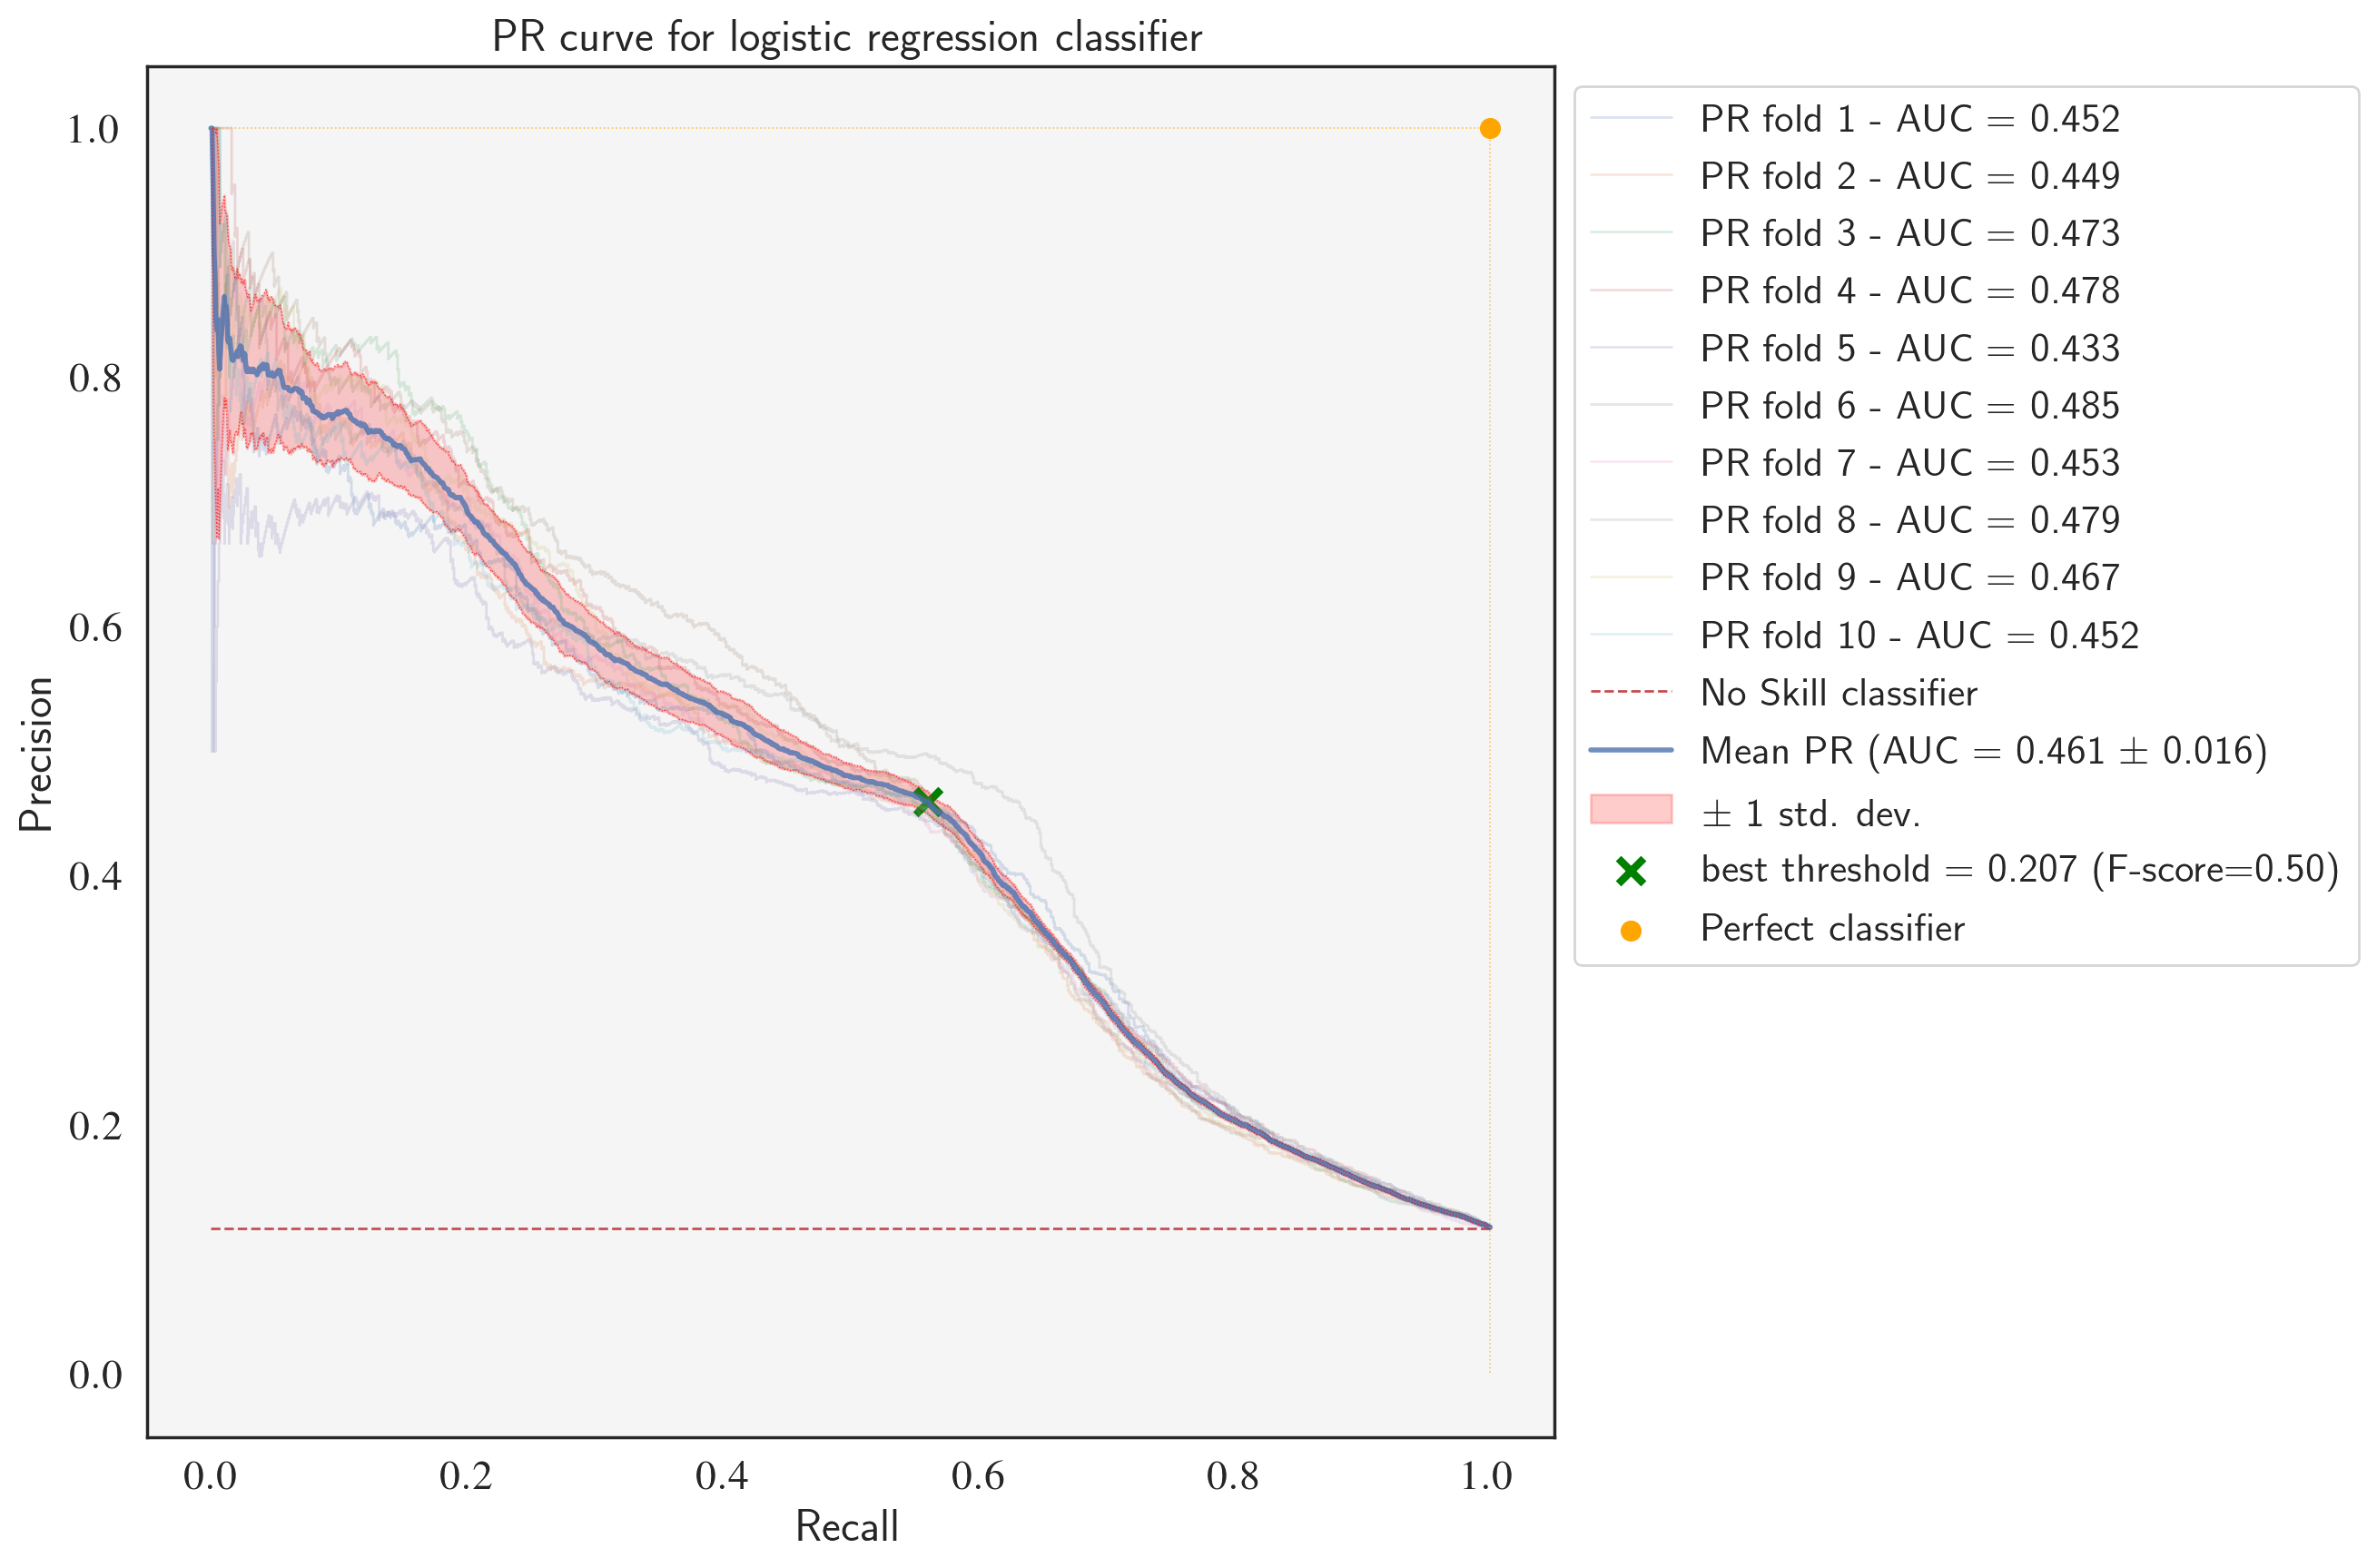 PR curve for logistic regression classifier
1.0
0.8
0.6
0.4
0.2
0.0
Precision
0.0 0.2 0.4 0.6 0.8 1.0
Recall
PR fold 1 - AUC = 0.452
PR fold 2 - AUC = 0.449
PR fold 3 - AUC = 0.473
PR fold 4 - AUC = 0.478
PR fold 5 - AUC = 0.433
PR fold 6 - AUC = 0.485
PR fold 7 - AUC = 0.453
PR fold 8 - AUC = 0.479
PR fold 9 - AUC = 0.467
PR fold 10 - AUC = 0.452
No Skill classifier
Mean PR (AUC = 0.461 ± 0.016)
± 1 std. dev.
best threshold = 0.207 (F-score=0.50)
Perfect classifier